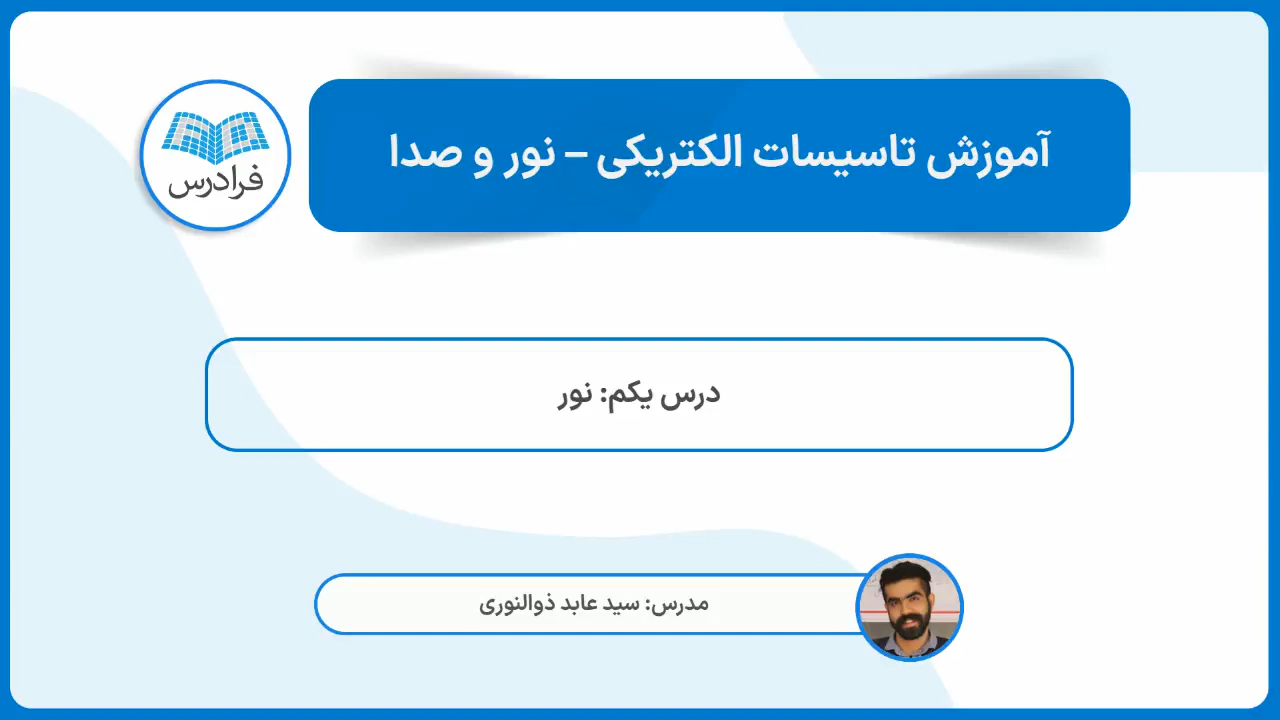 آموزش تاسیسات الکتریکی – نور و صدا
فرادرس
درس یکم: نور
مدرس: سید عابد ذوالنوری